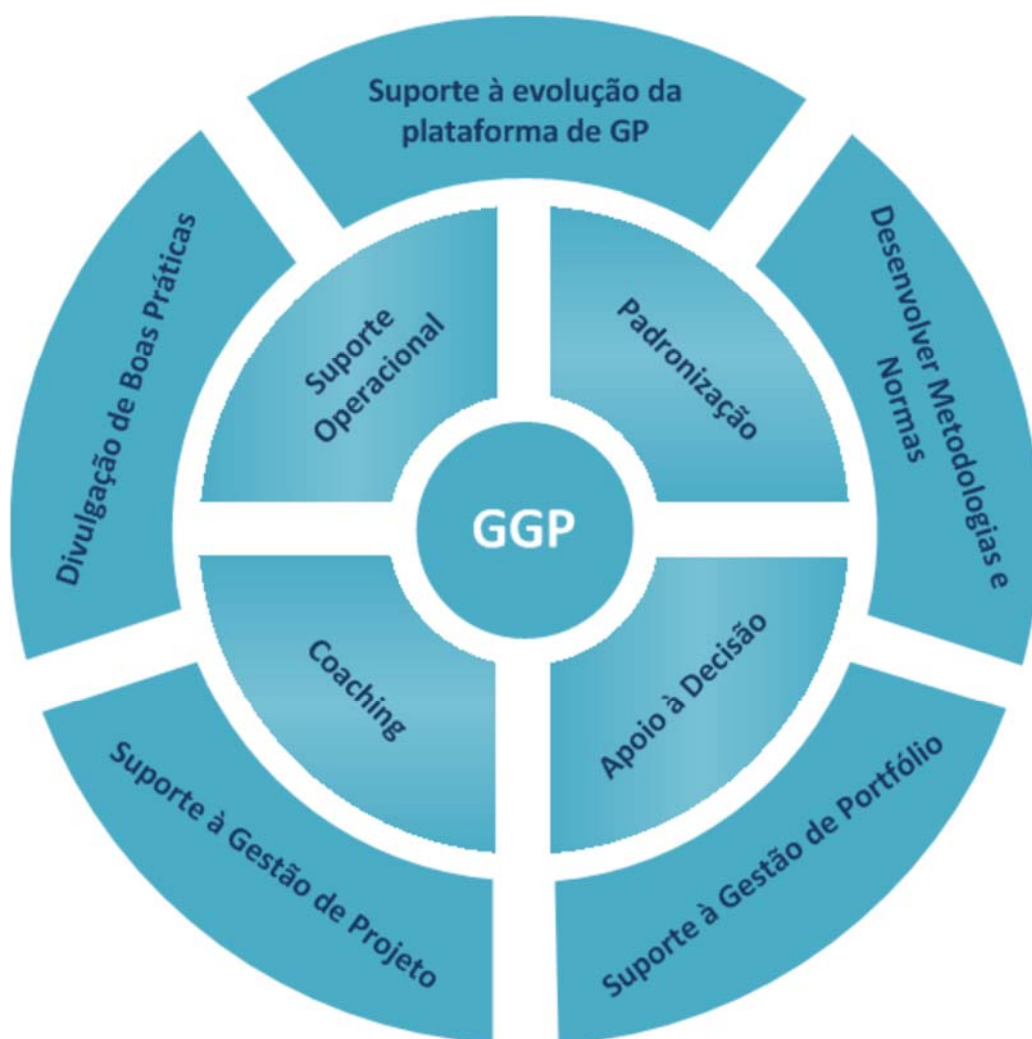 Suporte à evolução da
plataforma de GP
Desenvolver Metodologias e
Normas
Suporte à Gestão de Portfólio
Suporte à Gestão de Projeto
Divulgação de Boas Práticas
Suporte
Operacional
Padronização
Apoio à Decisão
Coaching
GGP